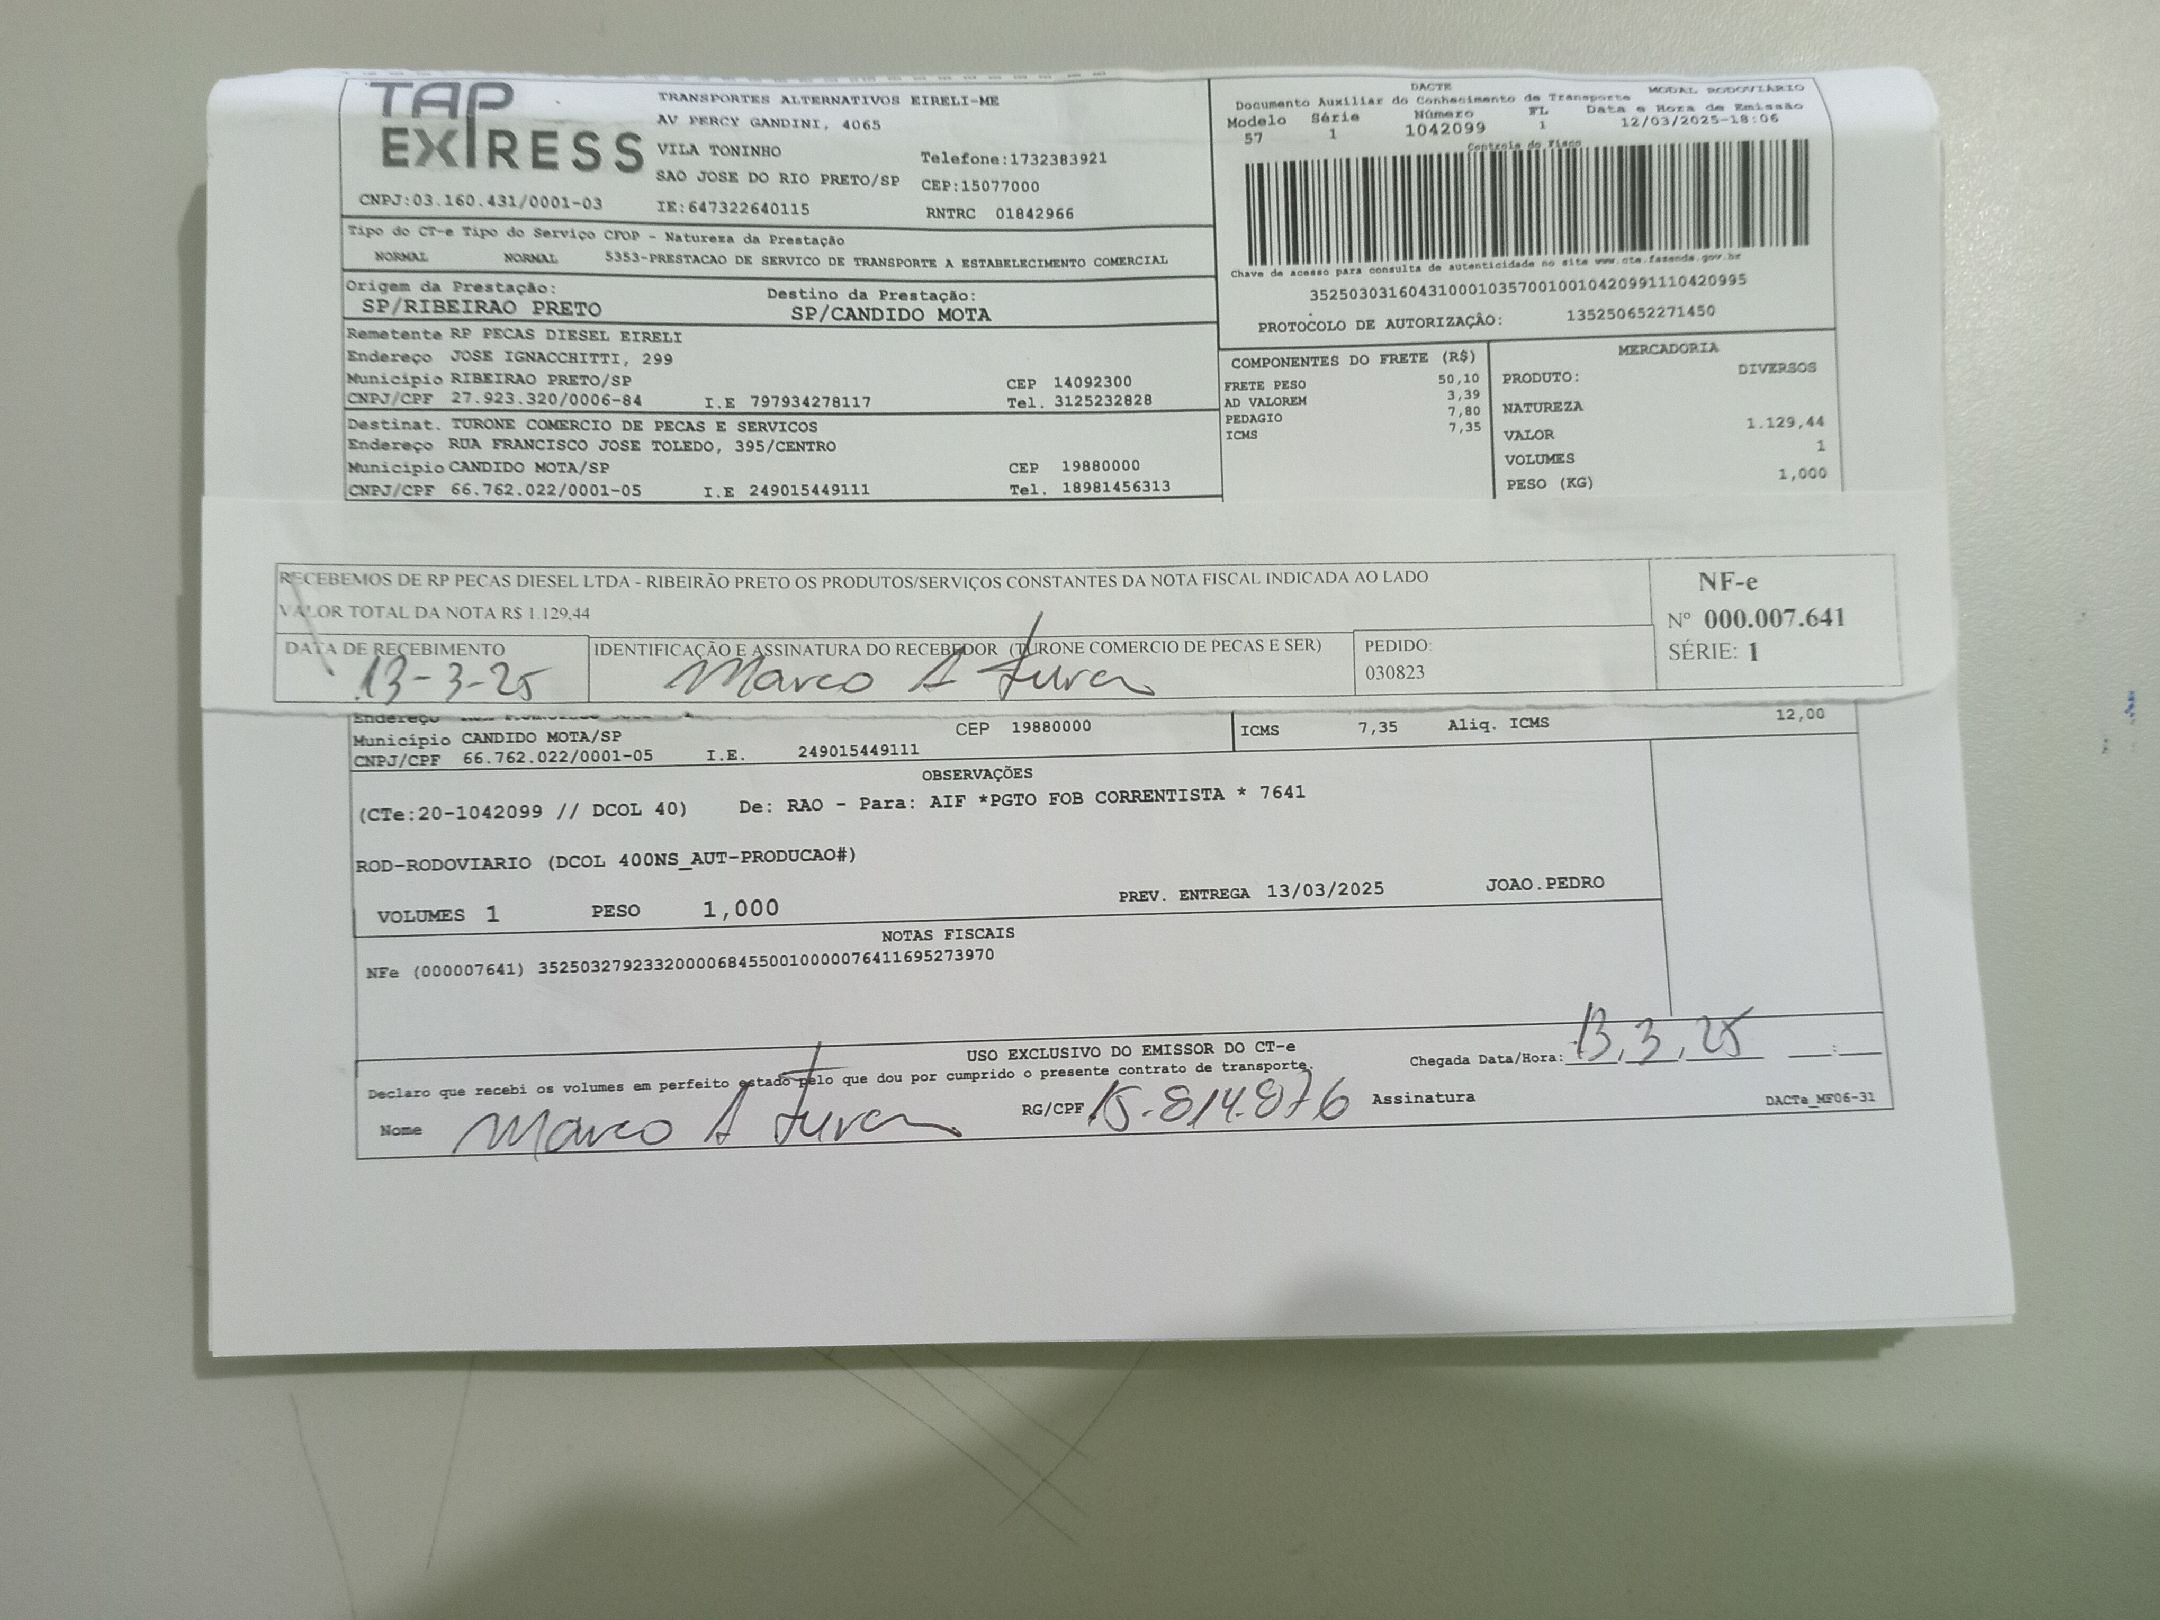 TAP EXPRESS
TRANSPORTES ALTERNATIVOS EIRELI-ME
AV PERCY GANDINI, 4065
VILA TONINHO
Telefone:1732383921
SAO JOSE DO RIO PRETO/SP CEP:15077000
CNPJ:03.160.431/0001-03 IE:647322640115 RNTRC 01842966
DACTE MODAL RODOVIÁRIO
Documento Auxiliar do Conhecimento de Transporte
Modelo Série Número FL Data e Hora de Emissão
57 1 1042099 1 12/03/2025-18:06
Controle do Fisco
Chave de acesso para consulta de autenticidade no site www.cte.fazenda.gov.br
35250303160431000103570010010420991110420995
PROTOCOLO DE AUTORIZAÇÃO: 135250652271450
Tipo do CT-e Tipo do Serviço CFOP - Natureza da Prestação
NORMAL NORMAL 5353-PRESTACAO DE SERVICO DE TRANSPORTE A ESTABELECIMENTO COMERCIAL
Origem da Prestação: Destino da Prestação:
SP/RIBEIRAO PRETO SP/CANDIDO MOTA
Remetente RP PECAS DIESEL EIRELI
Endereço JOSE IGNACCHITTI, 299
Município RIBEIRAO PRETO/SP CEP 14092300
CNPJ/CPF 27.923.320/0006-84 I.E 797934278117 Tel. 3125232828
Destinat. TURONE COMERCIO DE PECAS E SERVICOS
Endereço RUA FRANCISCO JOSE TOLEDO, 395/CENTRO
Município CANDIDO MOTA/SP CEP 19880000
CNPJ/CPF 66.762.022/0001-05 I.E 249015449111 Tel. 18981456313
COMPONENTES DO FRETE (R$)
FRETE PESO 50,10
AD VALOREM 3,39
PEDAGIO 7,80
ICMS 7,35
MERCADORIA
PRODUTO: DIVERSOS
NATUREZA
VALOR 1.129,44
VOLUMES 1
PESO (KG) 1,000
RECEBEMOS DE RP PECAS DIESEL LTDA - RIBEIRÃO PRETO OS PRODUTOS/SERVIÇOS CONSTANTES DA NOTA FISCAL INDICADA AO LADO
VALOR TOTAL DA NOTA R$ 1.129,44
DATA DE RECEBIMENTO
13-3-25
IDENTIFICAÇÃO E ASSINATURA DO RECEBEDOR (TURONE COMERCIO DE PECAS E SER)
Marco A
PEDIDO:
030823
NF-e
Nº 000.007.641
SÉRIE: 1
Endereço
Município CANDIDO MOTA/SP CEP 19880000
CNPJ/CPF 66.762.022/0001-05 I.E. 249015449111
ICMS 7,35 Aliq. ICMS 12,00
OBSERVAÇÕES
(CTe:20-1042099 // DCOL 40) De: RAO - Para: AIF *PGTO FOB CORRENTISTA * 7641
ROD-RODOVIARIO (DCOL 400NS_AUT-PRODUCAO#)
VOLUMES 1 PESO 1,000 PREV. ENTREGA 13/03/2025 JOAO.PEDRO
NOTAS FISCAIS
NFe (000007641) 35250327923320000684550010000076411695273970
USO EXCLUSIVO DO EMISSOR DO CT-e
Chegada Data/Hora: 13,3,25
Declaro que recebi os volumes em perfeito estado pelo que dou por cumprido o presente contrato de transporte.
Nome Marco A RG/CPF 15.814.876 Assinatura
DACTe_MF06-31